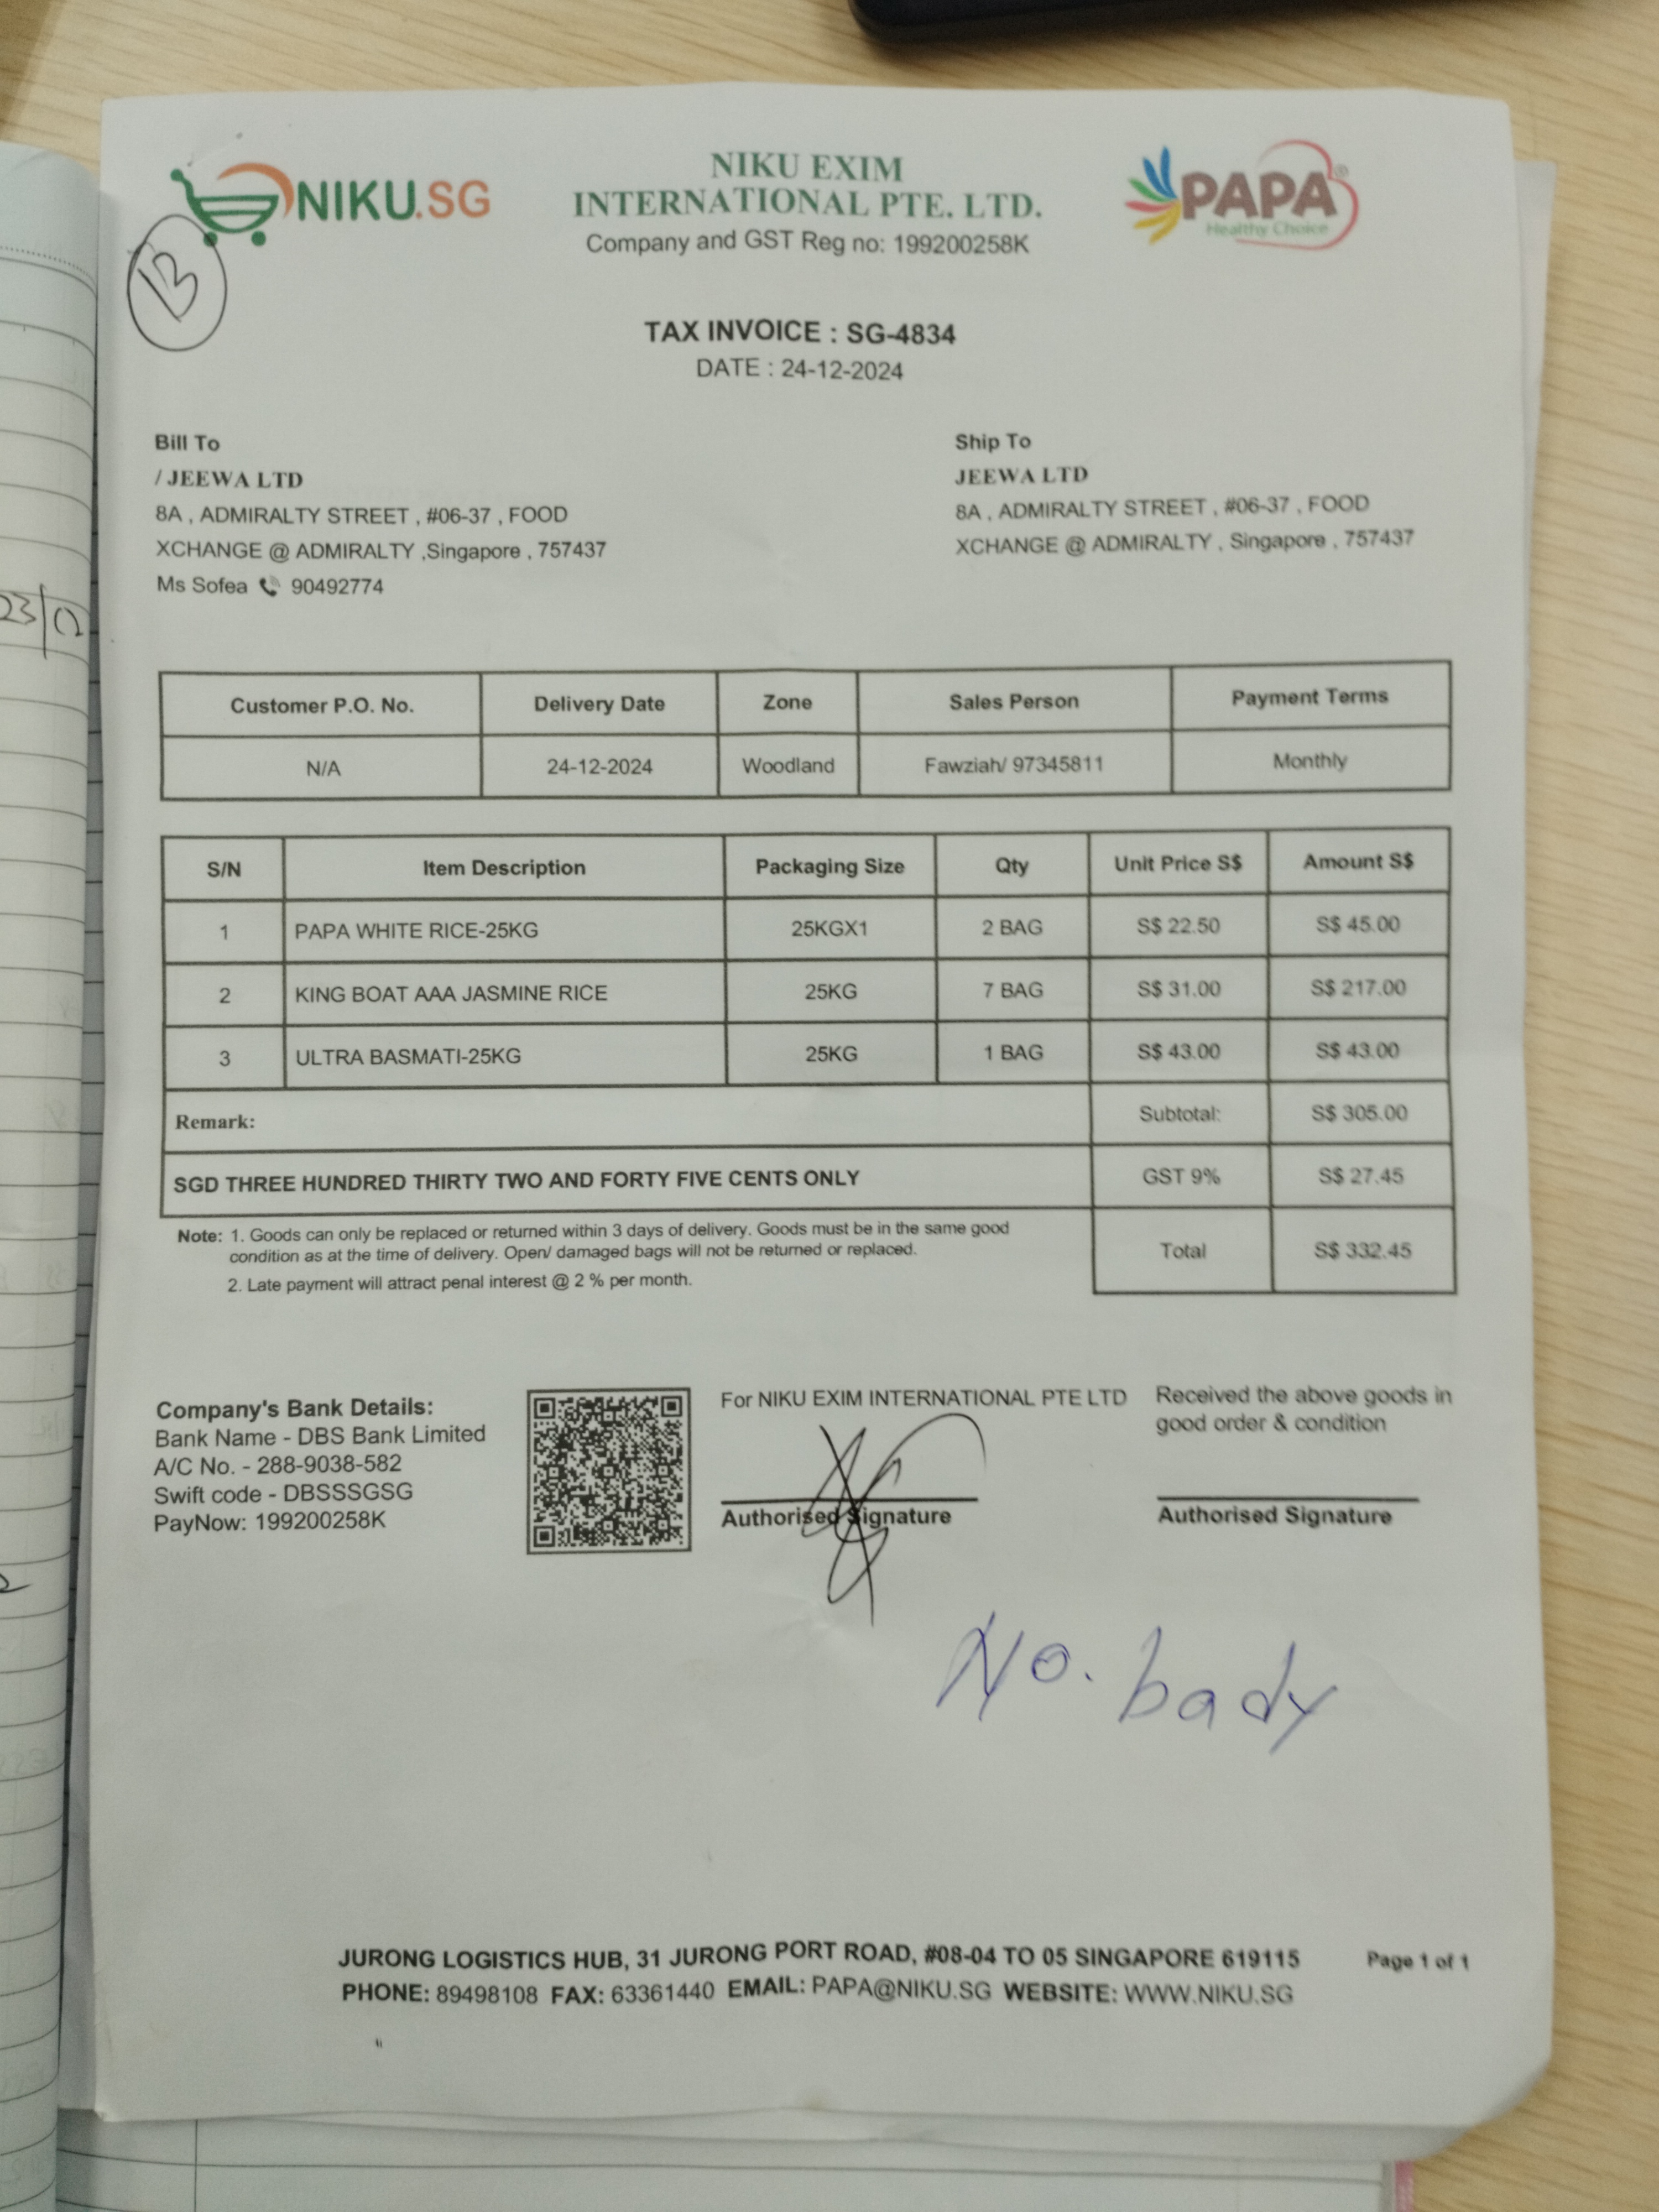 NIKU.SG
NIKU EXIM
INTERNATIONAL PTE. LTD.
Company and GST Reg no: 199200258K
PAPA®
Healthy Choice
TAX INVOICE : SG-4834
DATE : 24-12-2024
Bill To
/ JEEWA LTD
8A , ADMIRALTY STREET , #06-37 , FOOD
XCHANGE @ ADMIRALTY ,Singapore , 757437
Ms Sofea 90492774
Ship To
JEEWA LTD
8A , ADMIRALTY STREET , #06-37 , FOOD
XCHANGE @ ADMIRALTY , Singapore , 757437
Customer P.O. No. Delivery Date Zone Sales Person Payment Terms
N/A 24-12-2024 Woodland Fawziah/ 97345811 Monthly
S/N Item Description Packaging Size Qty Unit Price S$ Amount S$
1 PAPA WHITE RICE-25KG 25KGX1 2 BAG S$ 22.50 S$ 45.00
2 KING BOAT AAA JASMINE RICE 25KG 7 BAG S$ 31.00 S$ 217.00
3 ULTRA BASMATI-25KG 25KG 1 BAG S$ 43.00 S$ 43.00
Remark: Subtotal: S$ 305.00
SGD THREE HUNDRED THIRTY TWO AND FORTY FIVE CENTS ONLY GST 9% S$ 27.45
Total S$ 332.45
Note: 1. Goods can only be replaced or returned within 3 days of delivery. Goods must be in the same good
condition as at the time of delivery. Open/ damaged bags will not be returned or replaced.
2. Late payment will attract penal interest @ 2 % per month.
Company's Bank Details:
Bank Name - DBS Bank Limited
A/C No. - 288-9038-582
Swift code - DBSSSGSG
PayNow: 199200258K
For NIKU EXIM INTERNATIONAL PTE LTD
Authorised Signature
Received the above goods in
good order & condition
Authorised Signature
No. bady
JURONG LOGISTICS HUB, 31 JURONG PORT ROAD, #08-04 TO 05 SINGAPORE 619115
Page 1 of 1
PHONE: 89498108 FAX: 63361440 EMAIL: PAPA@NIKU.SG WEBSITE: WWW.NIKU.SG